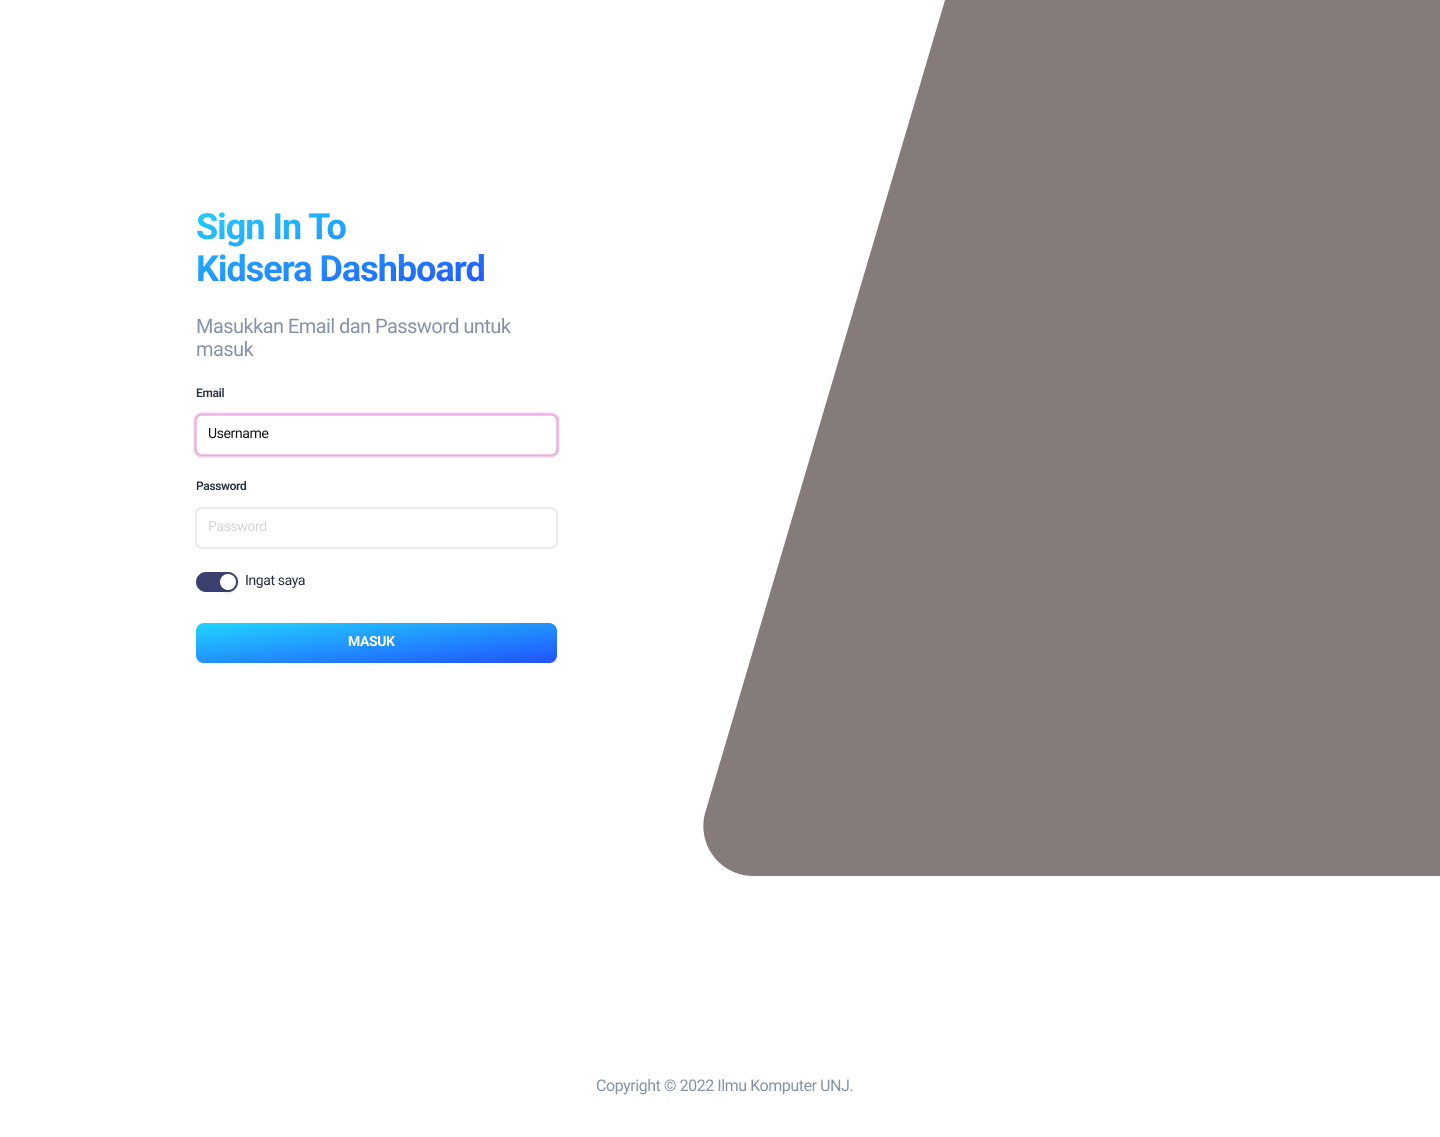 Sign In To
Kidsera Dashboard
Masukkan Email dan Password untuk
masuk
Email
Username
Password
Password
Ingat saya
MASUK
Copyright © 2022 Ilmu Komputer UNJ.